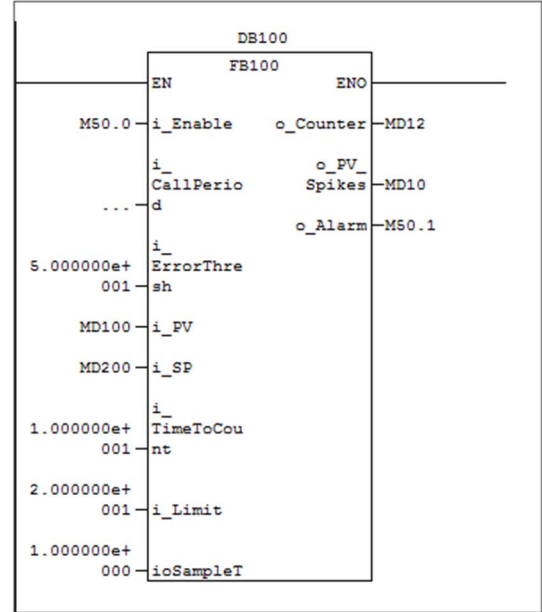 DB100
FB100
EN ENO
M50.0 i_Enable o_Counter MD12
i_ o_PV_
CallPerio Spikes MD10
... d
o_Alarm M50.1
i_
5.000000e+ ErrorThre
001 sh
MD100 i_PV
MD200 i_SP
i_
1.000000e+ TimeToCou
001 nt
2.000000e+
001 i_Limit
1.000000e+
000 ioSampleT